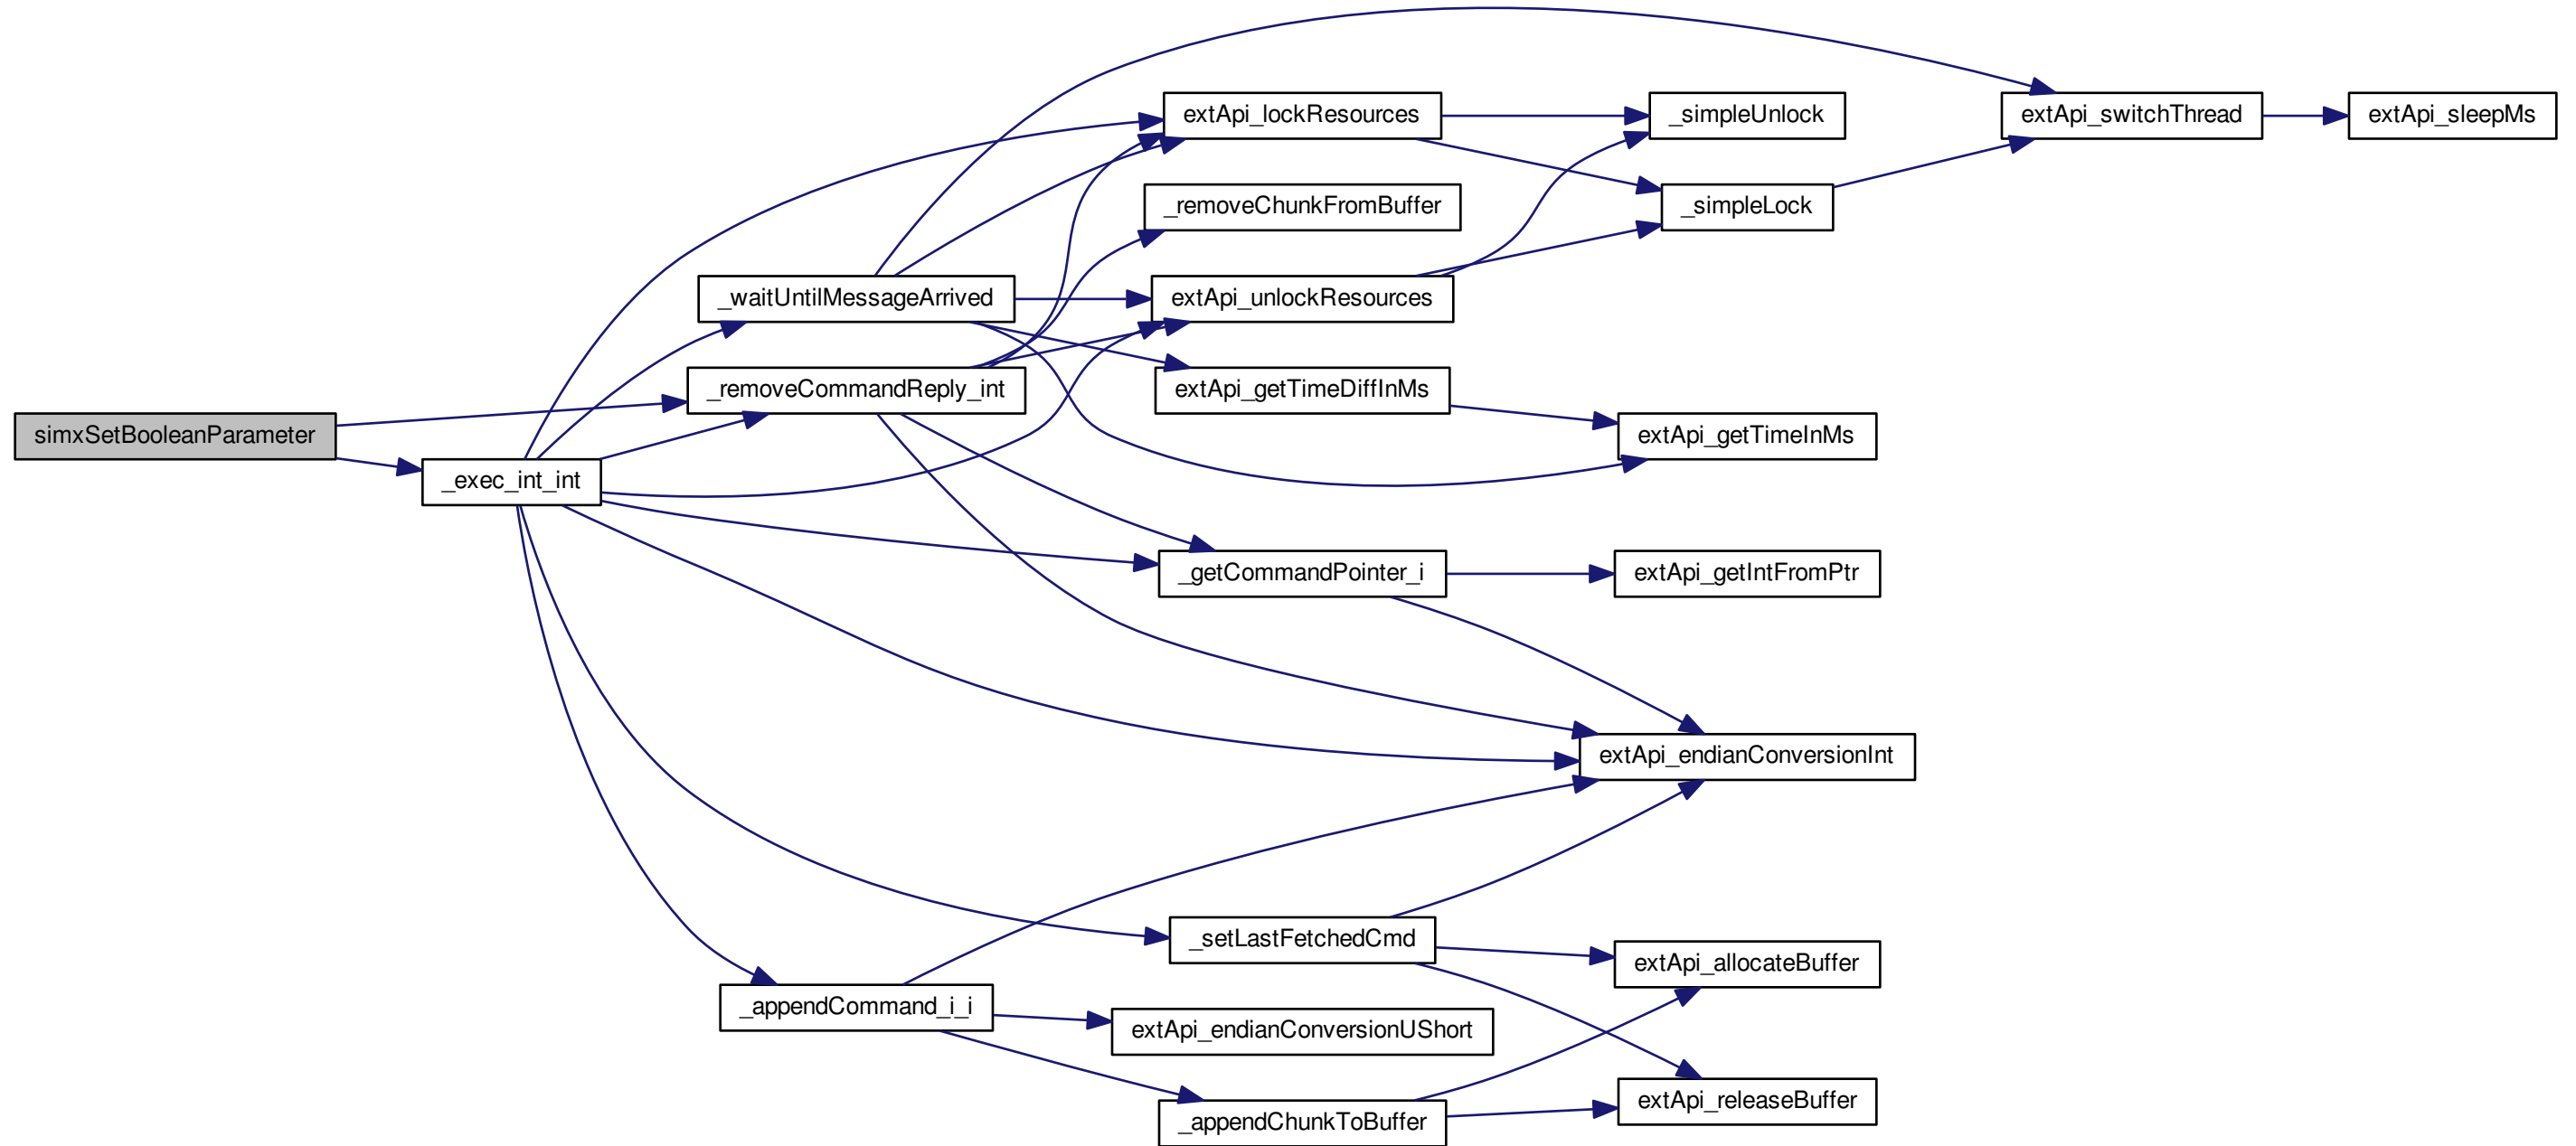 extApi_lockResources
_simpleUnlock
extApi_switchThread
extApi_sleepMs
_removeChunkFromBuffer
_simpleLock
_waitUntilMessageArrived
extApi_unlockResources
_removeCommandReply_int
extApi_getTimeDiffInMs
simxSetBooleanParameter
extApi_getTimeInMs
_exec_int_int
_getCommandPointer_i
extApi_getIntFromPtr
extApi_endianConversionInt
_setLastFetchedCmd
extApi_allocateBuffer
_appendCommand_i_i
extApi_endianConversionUShort
_appendChunkToBuffer
extApi_releaseBuffer